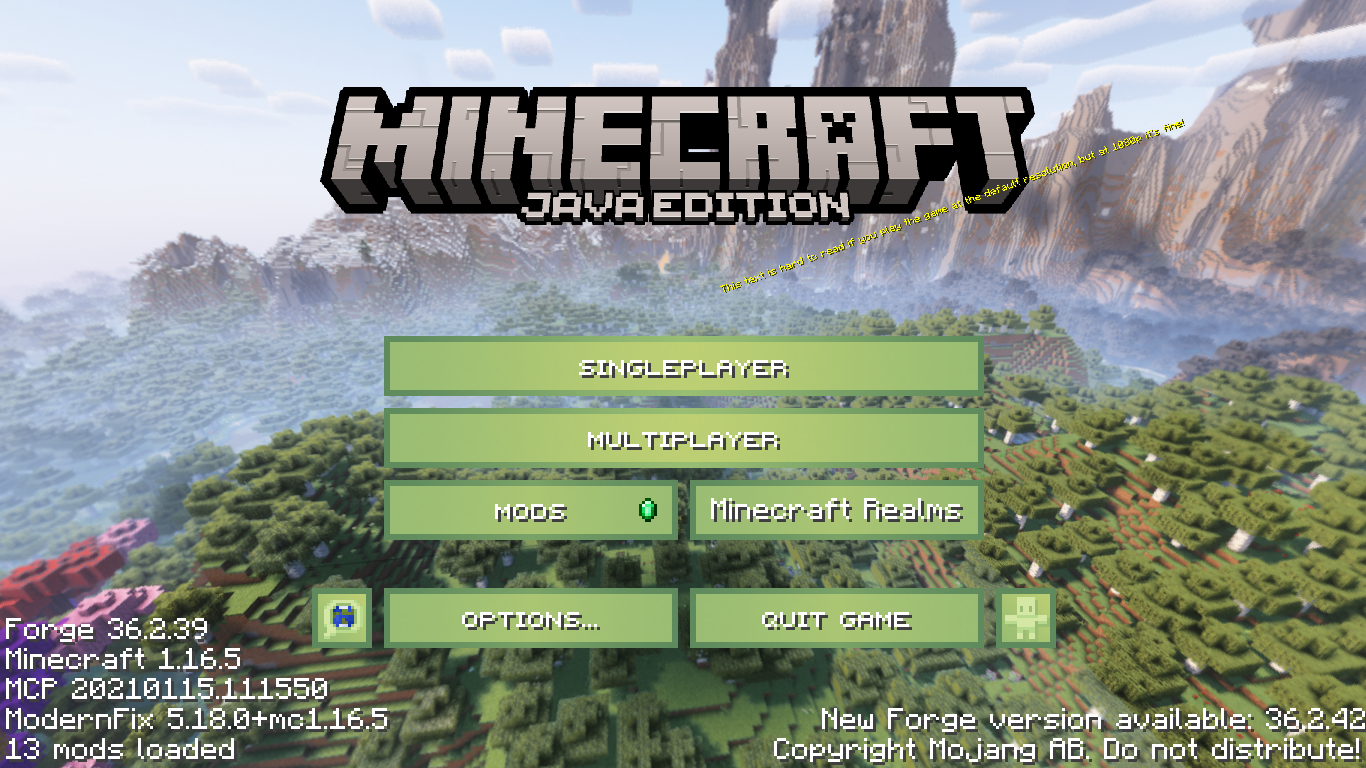 MINECRAFT
JAVA EDITION
This text is hard to read if you play the game at the default resolution, but at 1080p it's fine!
SINGLEPLAYER
MULTIPLAYER
MODS
Minecraft Realms
OPTIONS...
QUIT GAME
Forge 36.2.39
Minecraft 1.16.5
MCP 20210115.111550
ModernFix 5.18.0+mc1.16.5
13 mods loaded
New Forge version available: 36.2.42
Copyright Mojang AB. Do not distribute!